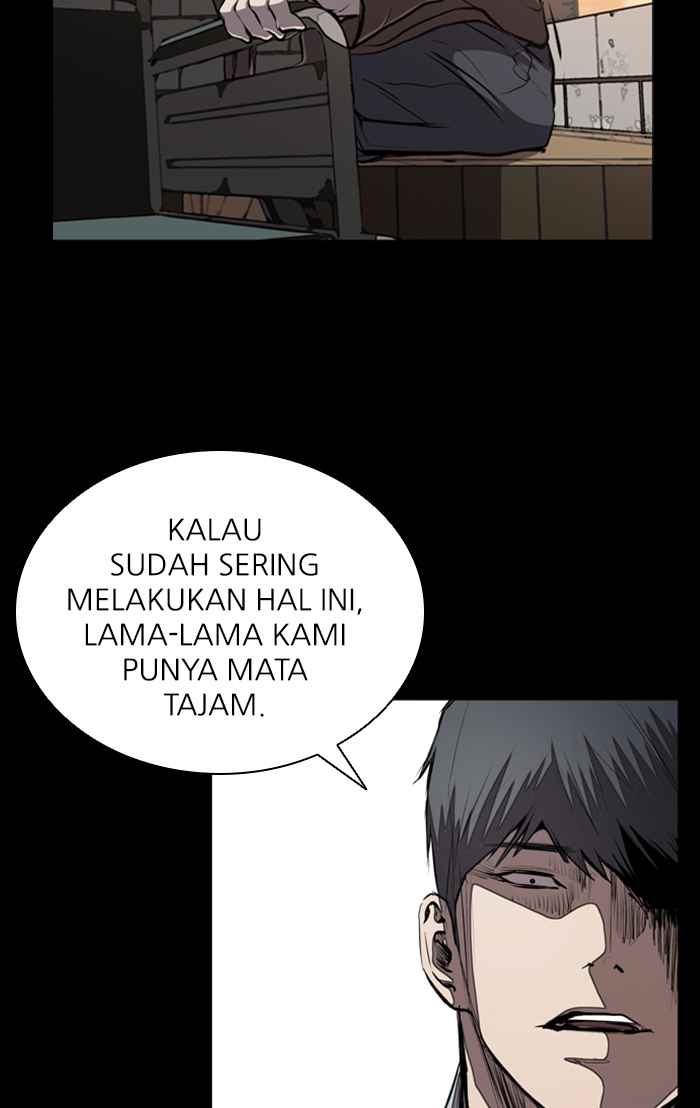 KALAU
SUDAH SERING
MELAKUKAN HAL INI,
LAMA-LAMA KAMI
PUNYA MATA
TAJAM.